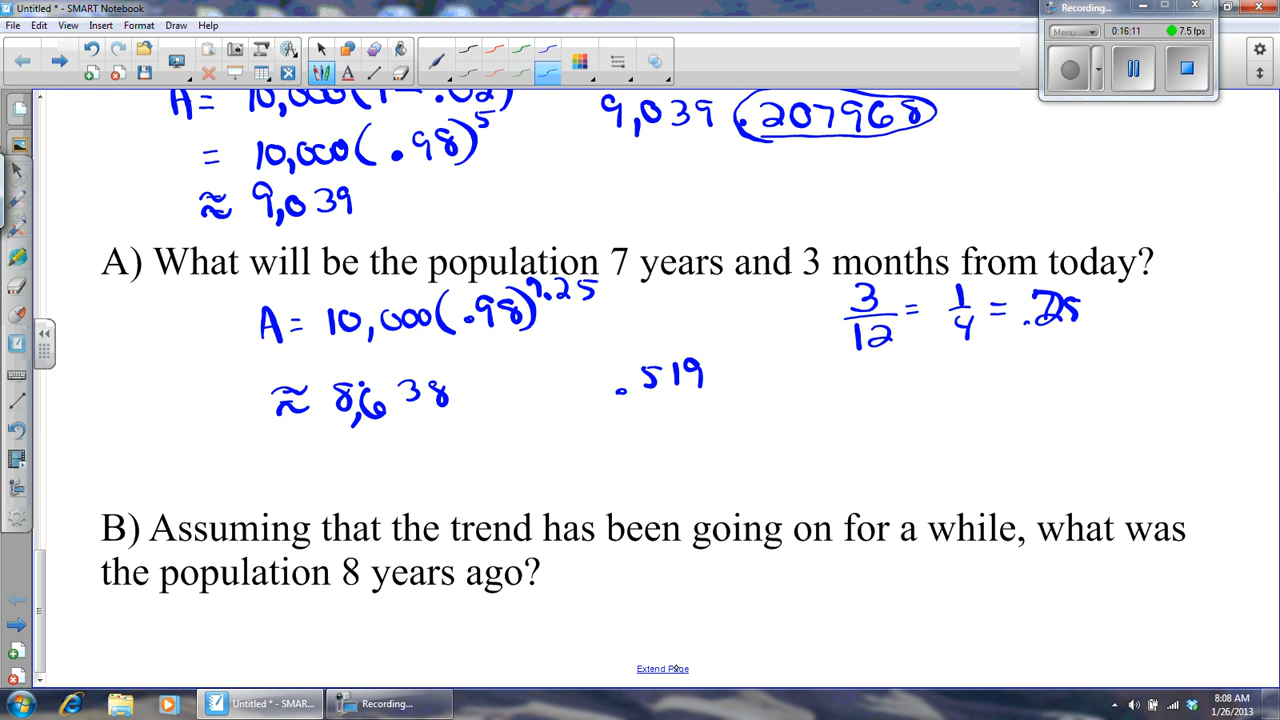 Untitled * - SMART Notebook
Recording...
File Edit View Insert Format Draw Help
Menu 0:16:11 7.5 fps
A = 10,000(1 - .02)
5
9,039 .207968
= 10,000(.98)
≈ 9,039
A) What will be the population 7 years and 3 months from today?
A = 10,000(.98)
3/12 = 1/4 = .25
≈ 8,638 .519
B) Assuming that the trend has been going on for a while, what was
the population 8 years ago?
Extend Page
Untitled * - SMAR... Recording... 8:08 AM
1/26/2013